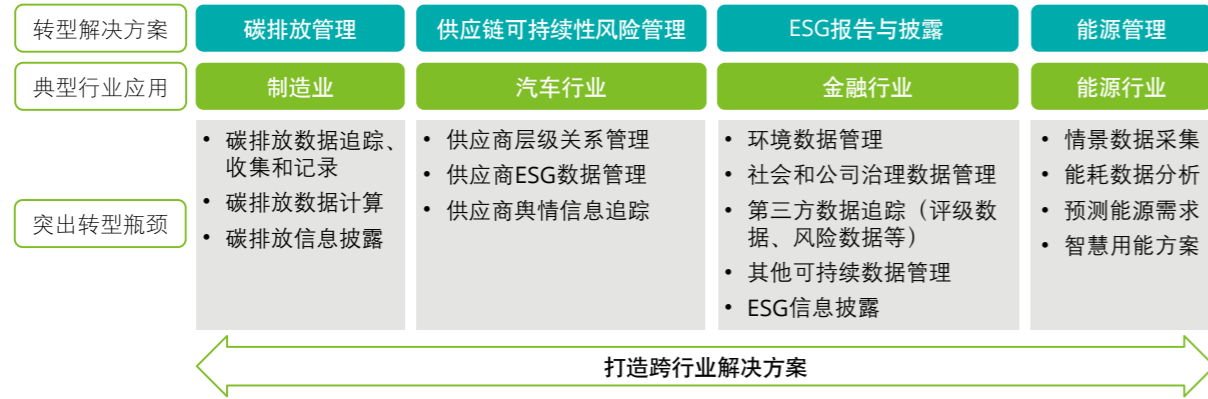 转型解决方案
碳排放管理
供应链可持续性风险管理
ESG报告与披露
能源管理
典型行业应用
制造业
汽车行业
金融行业
能源行业
突出转型瓶颈
• 碳排放数据追踪、
收集和记录
• 碳排放数据计算
• 碳排放信息披露
• 供应商层级关系管理
• 供应商ESG数据管理
• 供应商舆情信息追踪
• 环境数据管理
• 社会和公司治理数据管理
• 第三方数据追踪（评级数
据、风险数据等）
• 其他可持续数据管理
• ESG信息披露
• 情景数据采集
• 能耗数据分析
• 预测能源需求
• 智慧用能方案
打造跨行业解决方案